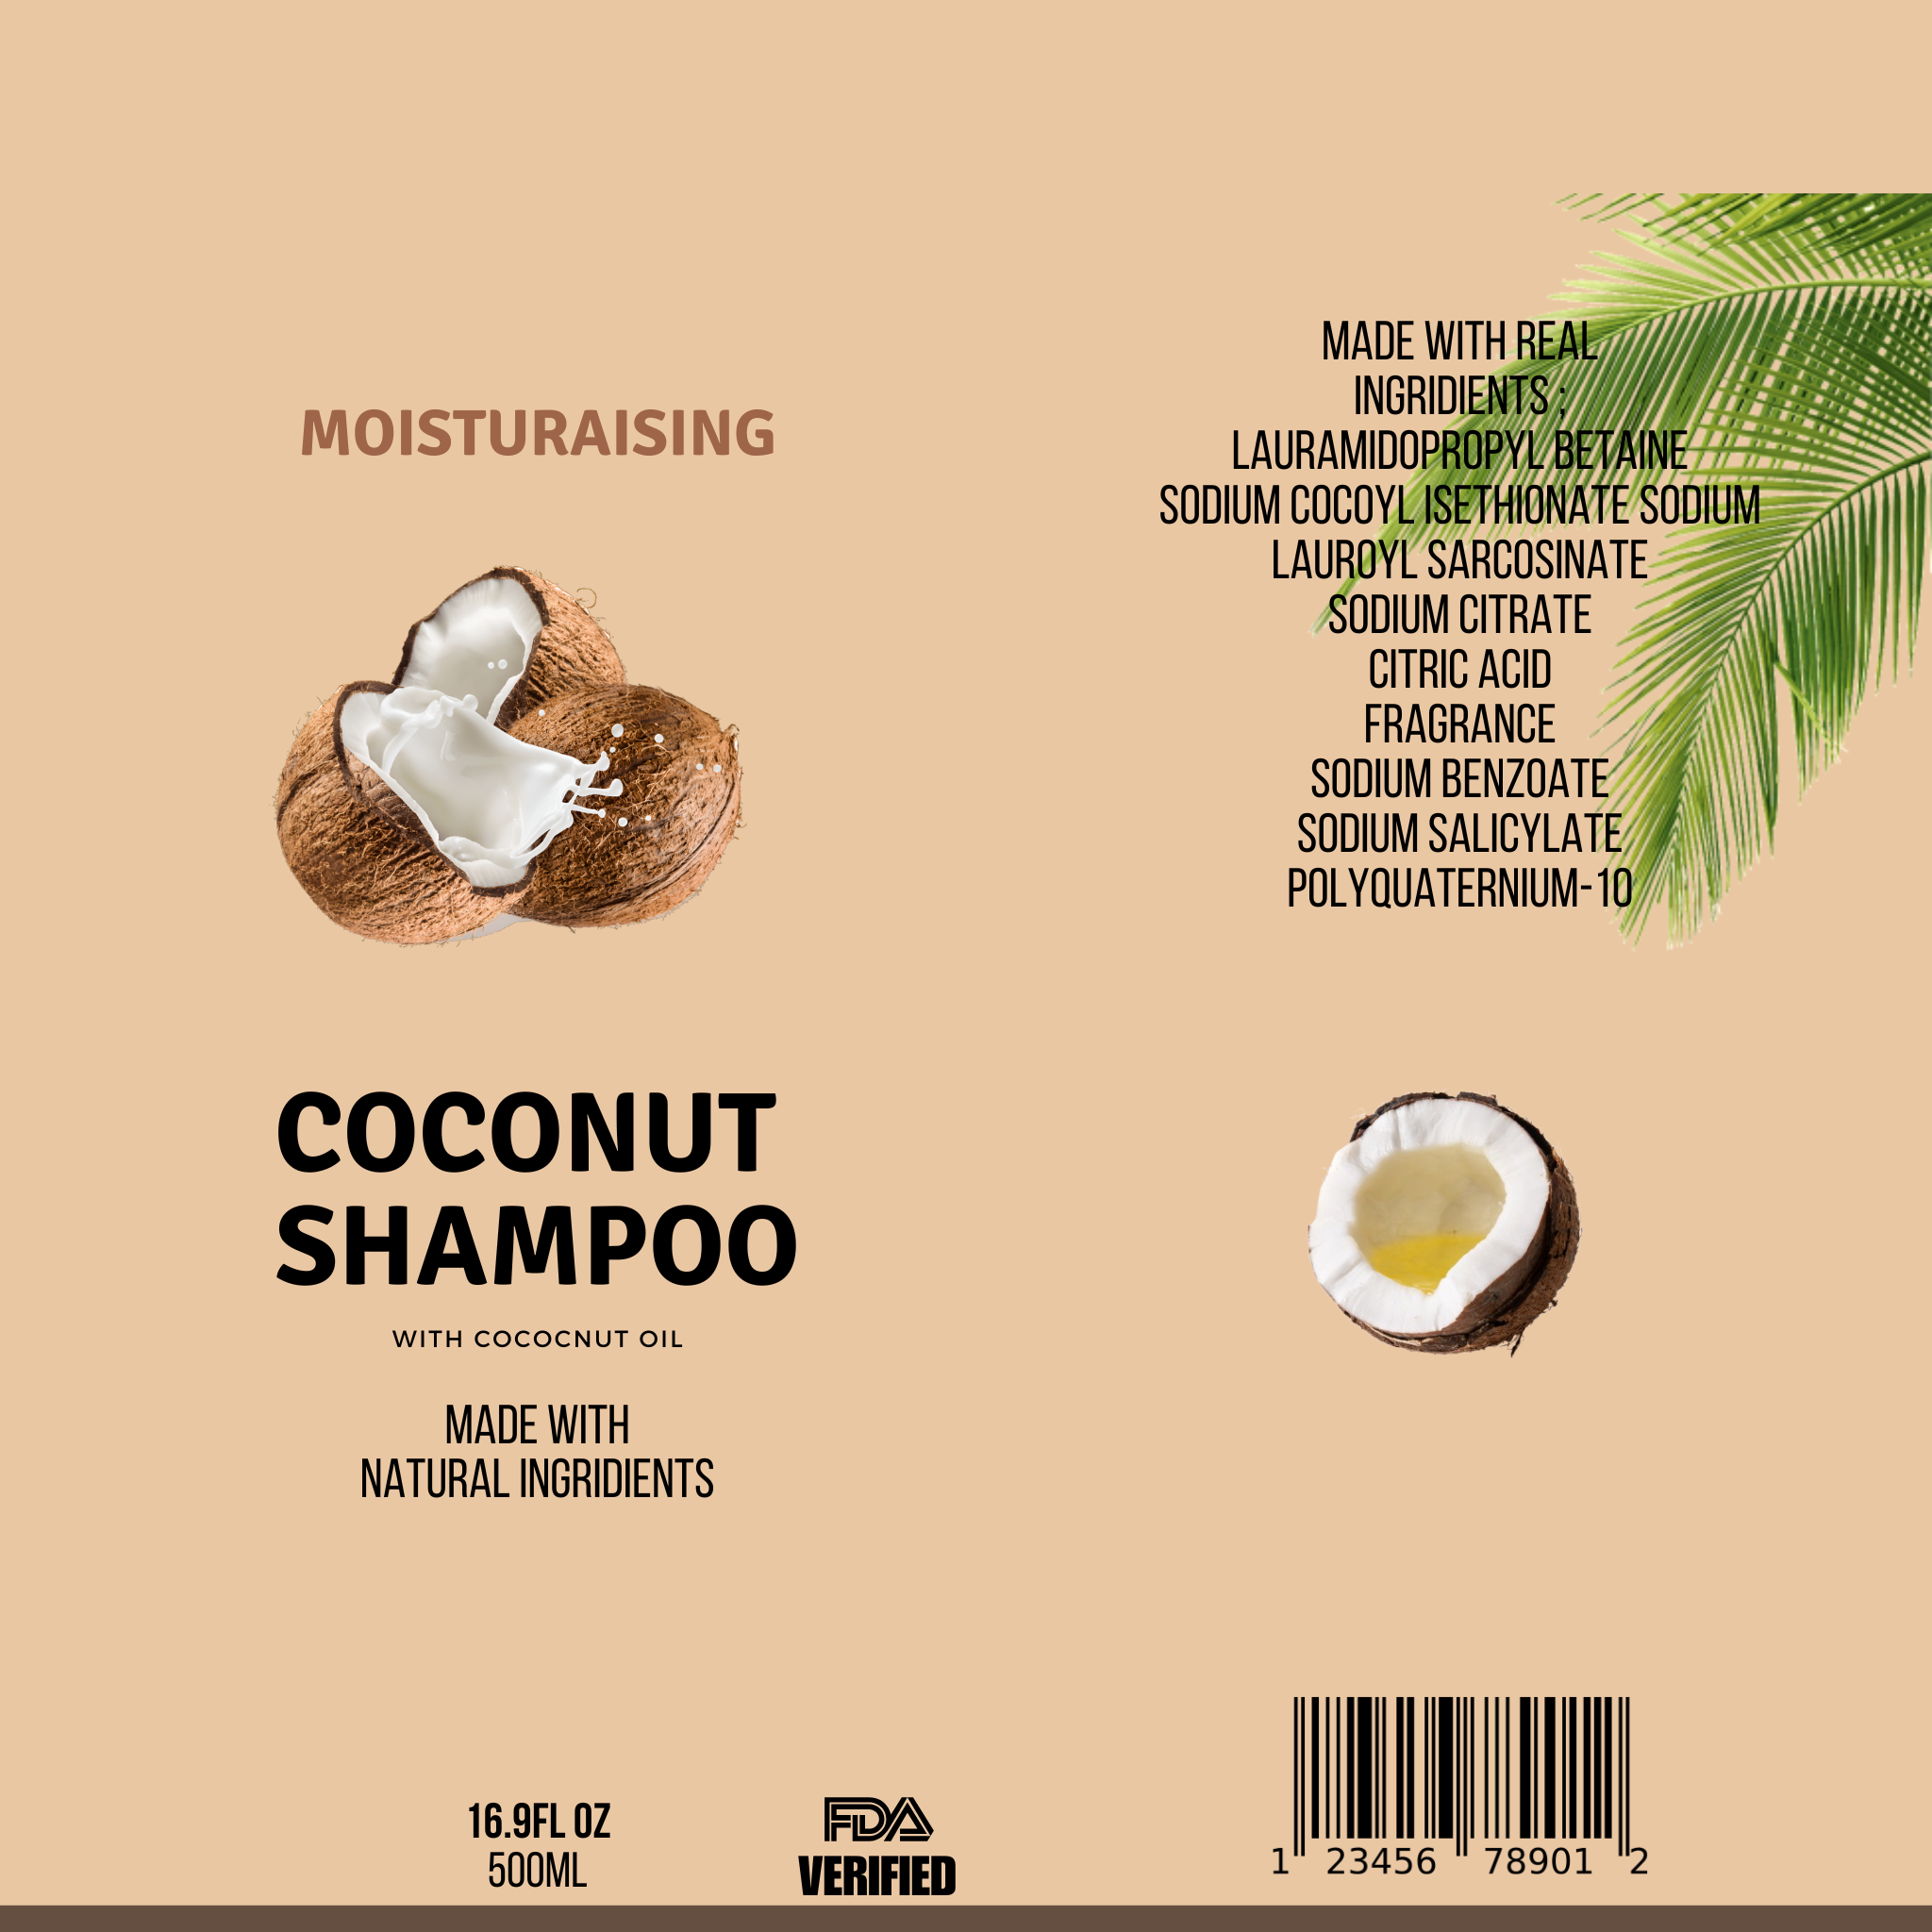 MOISTURAISING
COCONUT
SHAMPOO
WITH COCOCNUT OIL
MADE WITH
NATURAL INGRIDIENTS
16.9FL OZ
500ML
FDA
VERIFIED
MADE WITH REAL
INGRIDIENTS ;
LAURAMIDOPROPYL BETAINE
SODIUM COCOYL ISETHIONATE SODIUM
LAUROYL SARCOSINATE
SODIUM CITRATE
CITRIC ACID
FRAGRANCE
SODIUM BENZOATE
SODIUM SALICYLATE
POLYQUATERNIUM-10
1 23456 78901 2